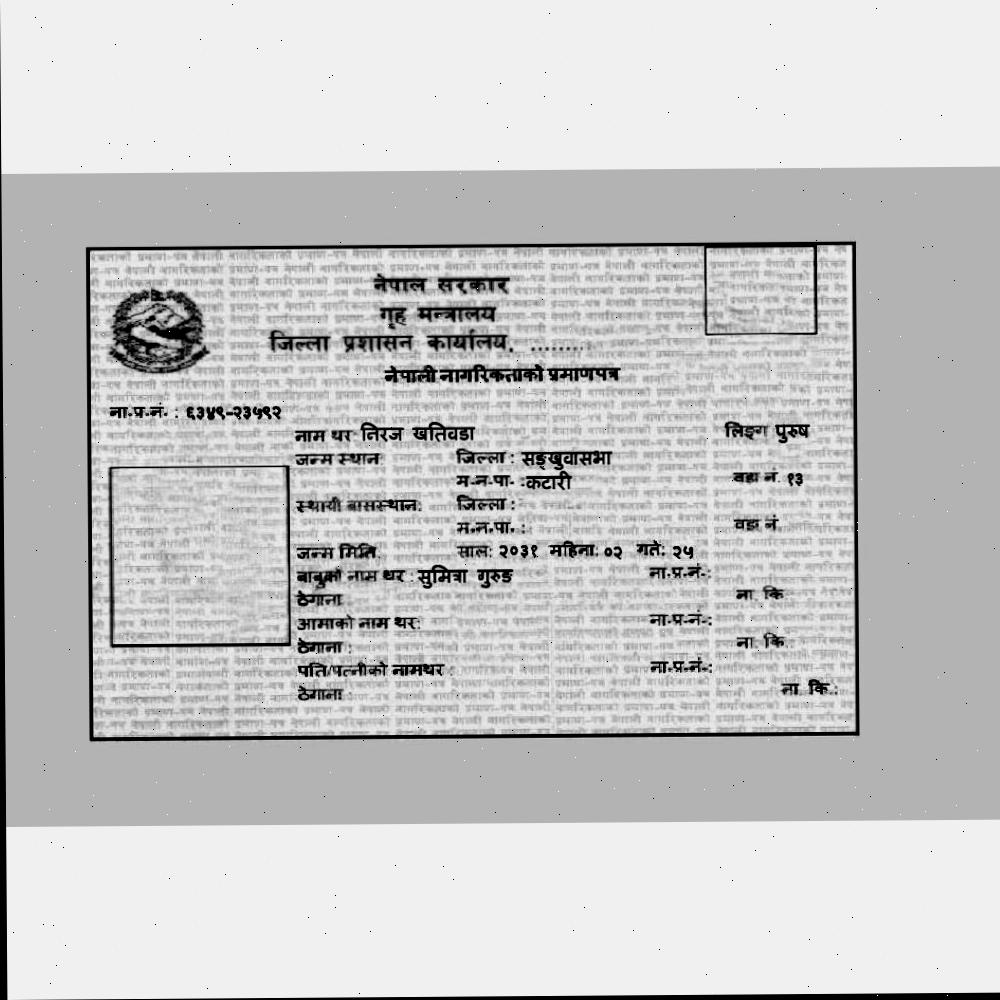 नेपाल सरकार
गृह मन्त्रालय
जिल्ला प्रशासन कार्यालय, .........
नेपाली नागरिकताको प्रमाणपत्र
ना.प्र.नं. : ६३४९-२३५९२
नाम थर निरज खतिवडा लिङ्ग पुरुष
जन्म स्थान: जिल्ला : सङ्खुवासभा
म.न.पा. : कटारी वडा नं. १३
स्थायी बासस्थान: जिल्ला :
म.न.पा. : वडा नं
जन्म मिति साल: २०३१ महिना: ०२ गते: २५
बाबुको नाम थर : सुमित्रा गुरुङ ना.प्र.नं.:
ठेगाना ना. कि
आमाको नाम थर: ना.प्र.नं.:
ठेगाना : ना. कि
पति/पत्नीको नामथर : ना.प्र.नं.:
ठेगाना ना. कि.: